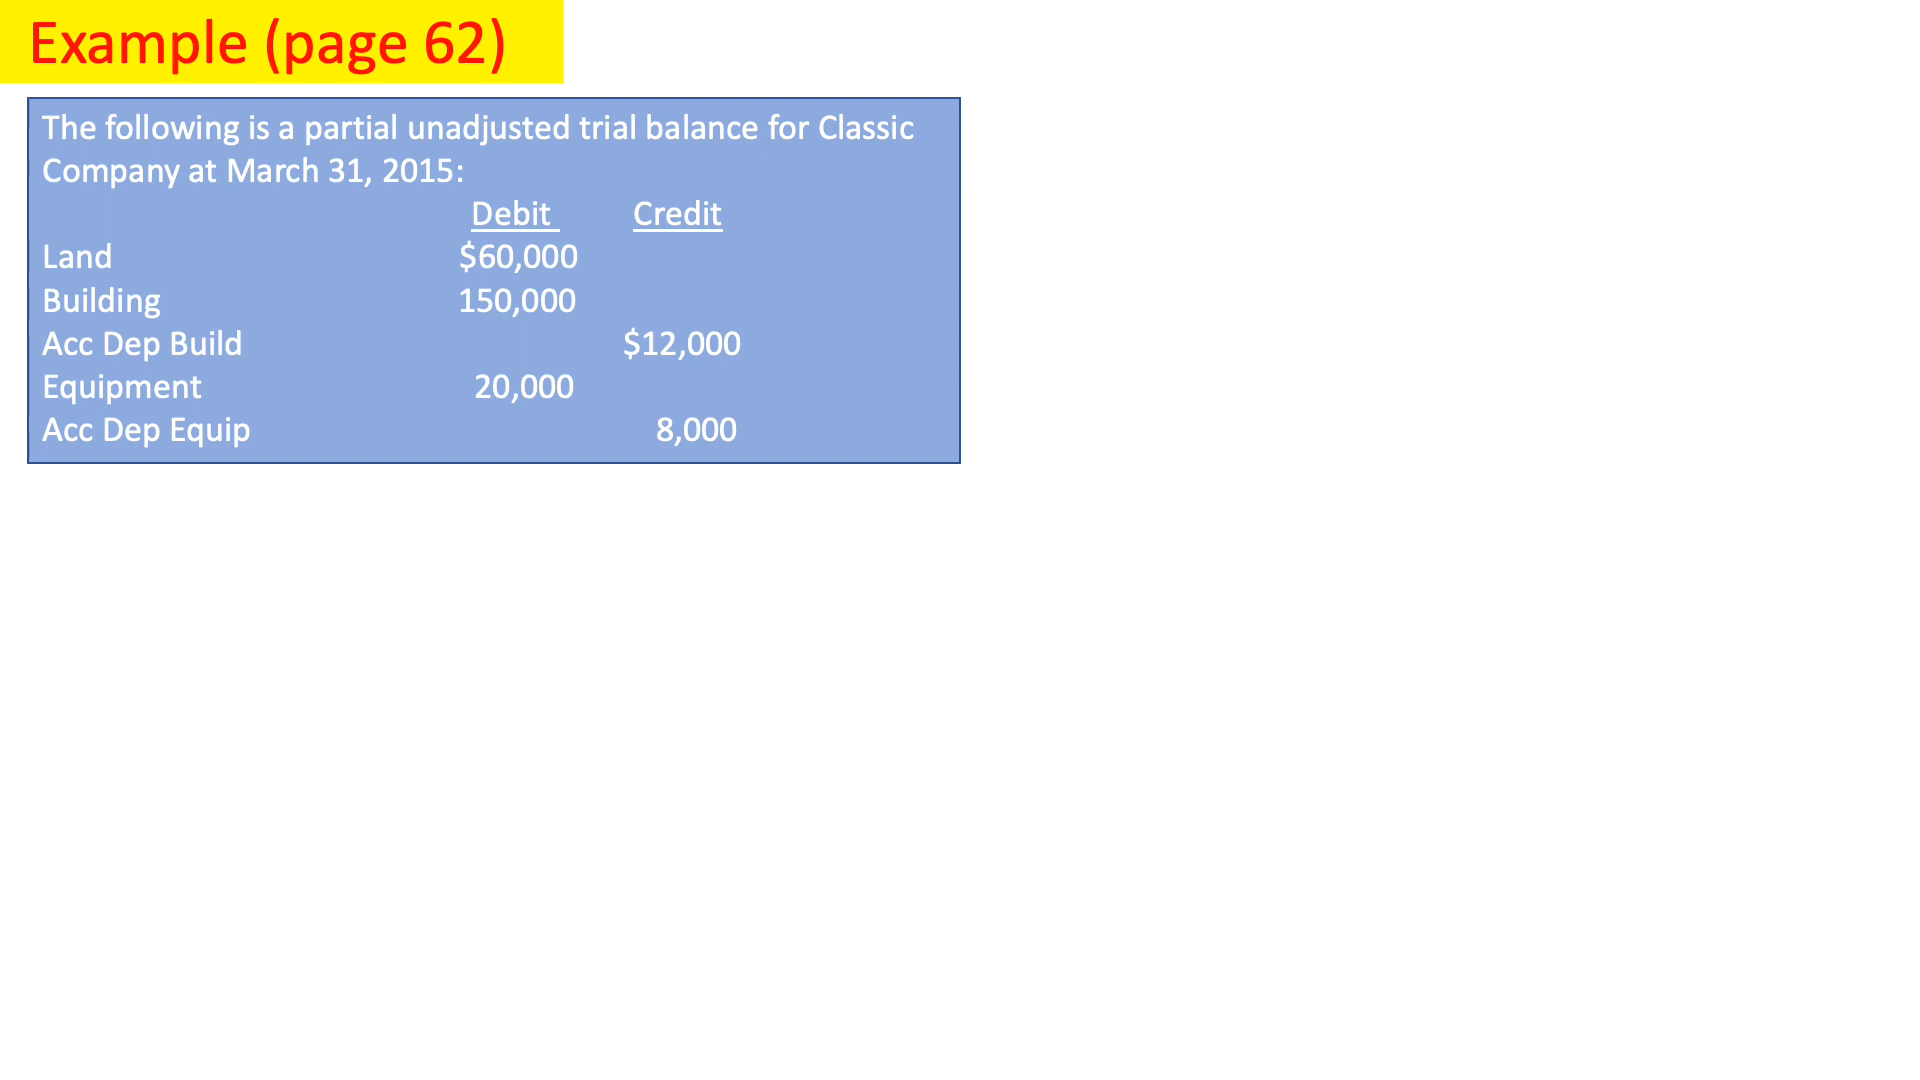 Example (page 62)
The following is a partial unadjusted trial balance for Classic
Company at March 31, 2015:
Debit Credit
Land $60,000
Building 150,000
Acc Dep Build $12,000
Equipment 20,000
Acc Dep Equip 8,000